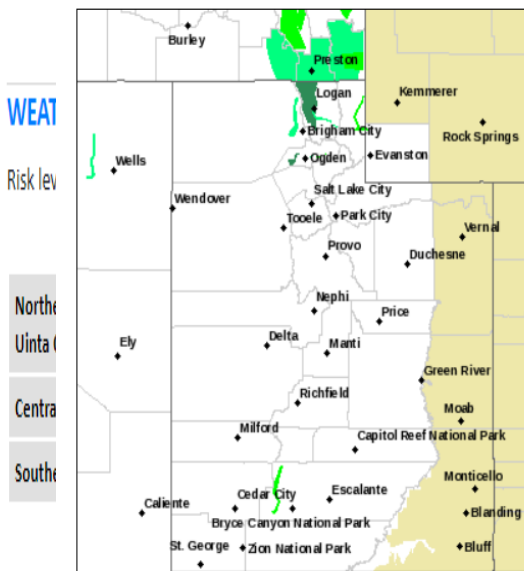 Burley
Preston
WEAT
Logan
Kemmerer
Rock Springs
Brigham City
Ogden
Evanston
Wells
Risk lev
Salt Lake City
Wendover
Park City
Tooele
Vernal
Provo
Duchesne
Northe
Nephi
Price
Uinta
Delta
Ely
Manti
Green River
Centra
Richfield
Moab
Milford
Capitol Reef National Park
Southe
Monticello
Escalante
Cedar City
Caliente
Blanding
Bryce Canyon National Park
St. George
Zion National Park
Bluff